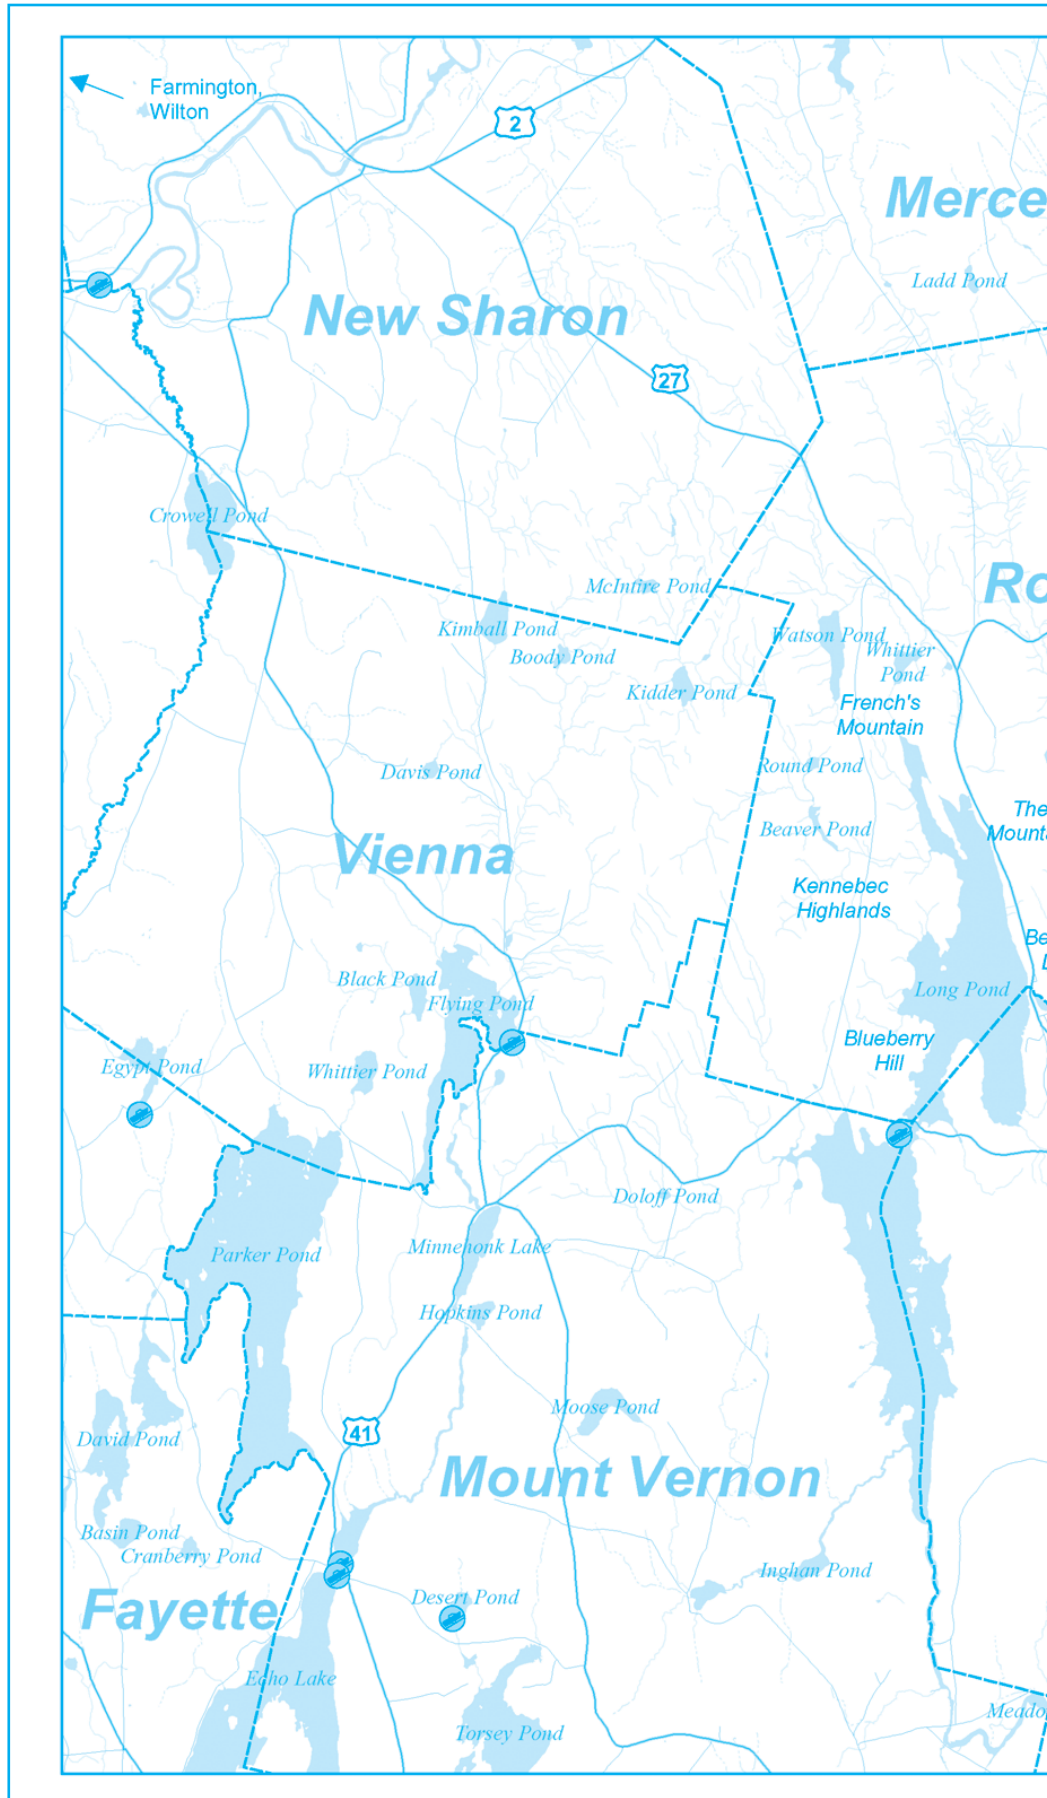 Farmington,
Wilton
2
Merce
Ladd Pond
New Sharon
27
Crowell Pond
McIntire Pond
Ro
Kimball Pond
Watson Pond
Whittier
Pond
Boody Pond
Kidder Pond
French's
Mountain
Round Pond
Davis Pond
The
Mounta
Beaver Pond
Vienna
Kennebec
Highlands
Be
L
Black Pond
Long Pond
Flying Pond
Blueberry
Hill
Egypt Pond
Whittier Pond
Doloff Pond
Parker Pond
Minnehonk Lake
Hopkins Pond
Moose Pond
41
David Pond
Mount Vernon
Basin Pond
Cranberry Pond
Inghan Pond
Fayette
Desert Pond
Echo Lake
Meado
Torsey Pond